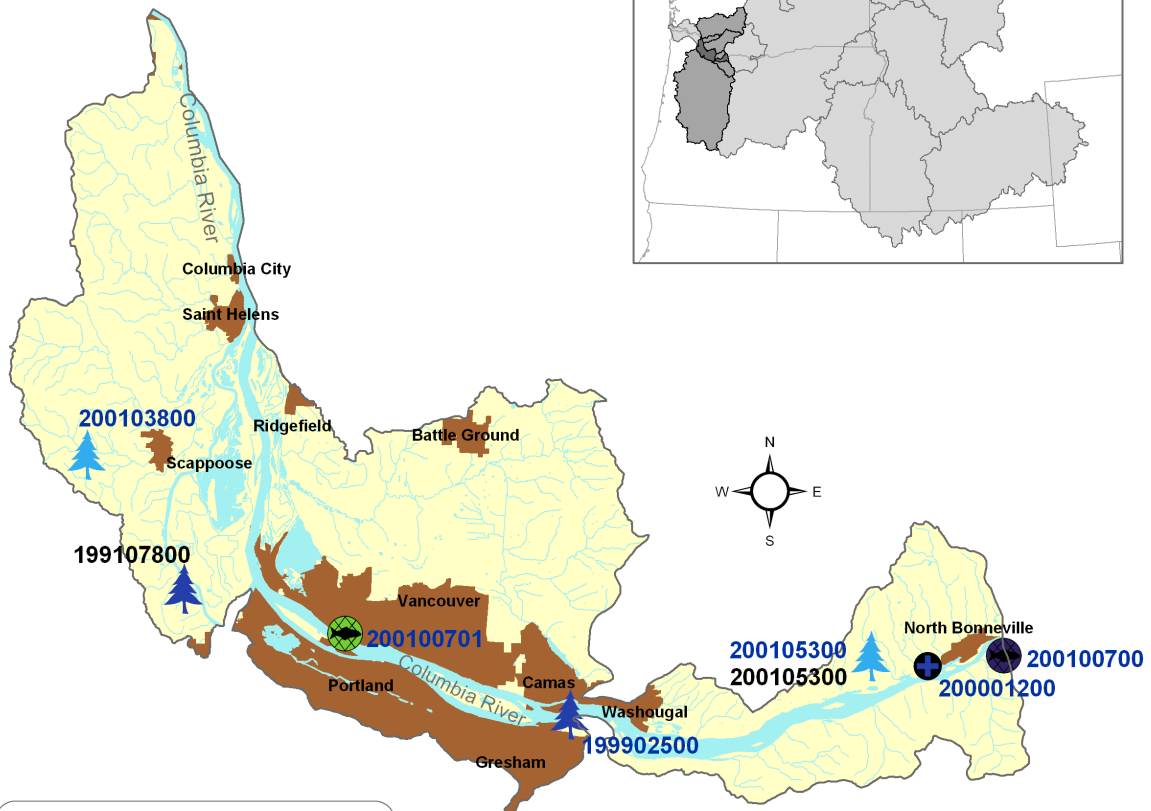 Columbia River
Columbia City
Saint Helens
200103800
Ridgefield
Battle Ground
Scappoose
N
W
E
S
199107800
Vancouver
200100701
Columbia River
Portland
Camas
Washougal
199902500
Gresham
North Bonneville
200105300
200105300
200100700
200001200